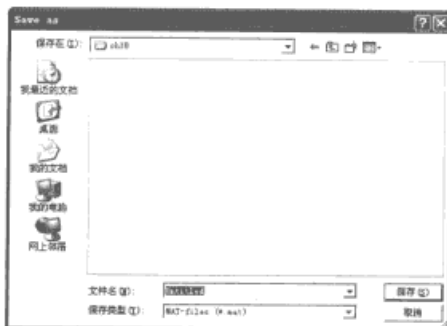 Save as
保存在(I):
ch10
我最近的文档
桌面
我的文档
我的电脑
网上邻居
文件名(N):
保存类型(T): MAT-files (*.mat)
保存(S)
取消